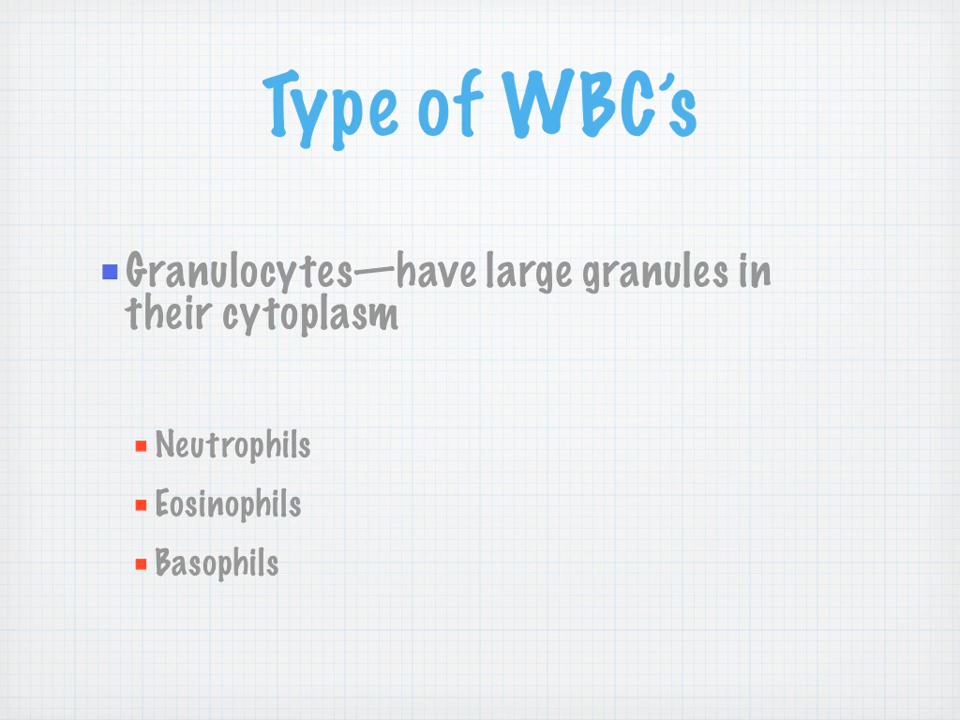 Type of WBC’s
Granulocytes—have large granules in
their cytoplasm
Neutrophils
Eosinophils
Basophils